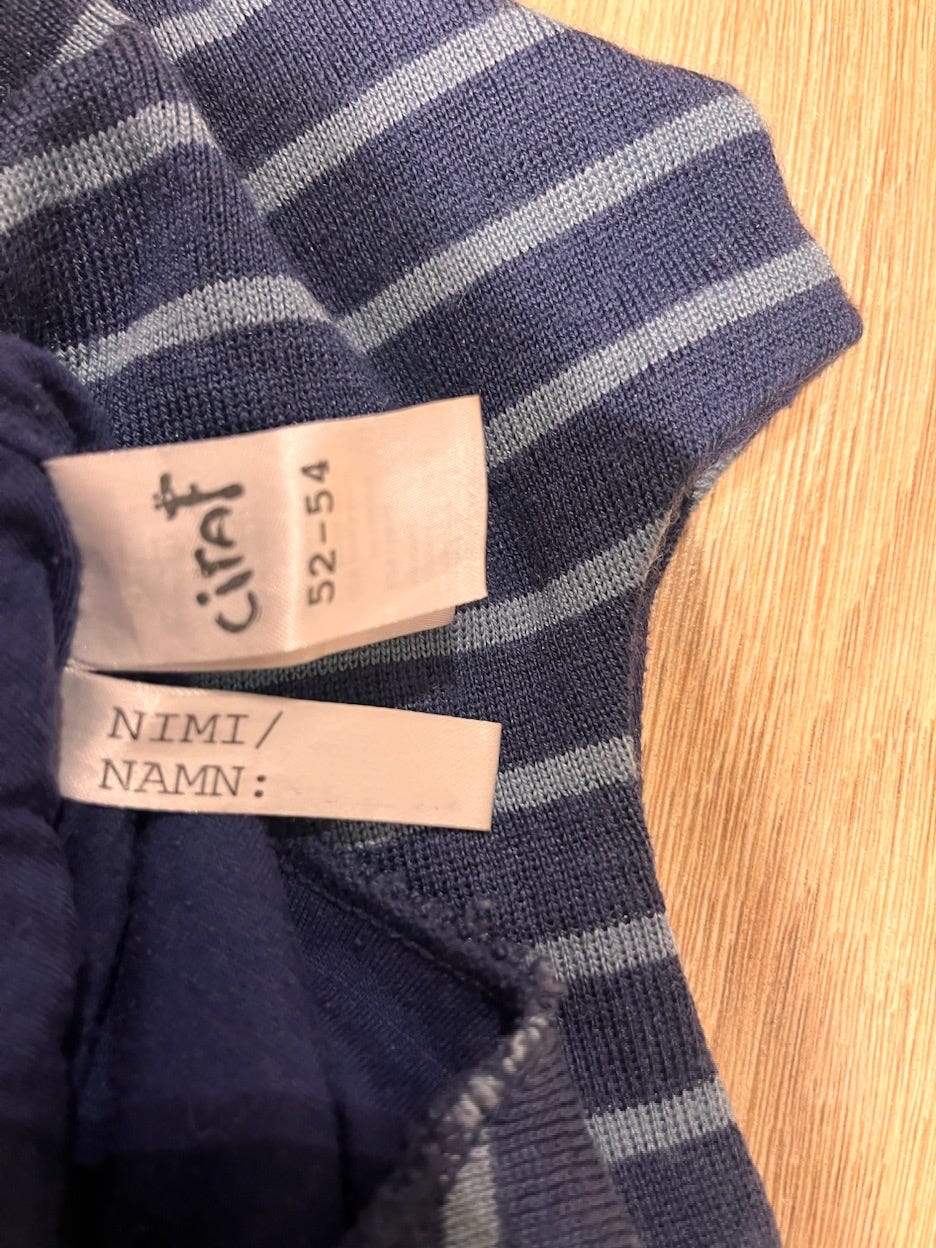 ciraf
52-54
NIMI/
NAMN: